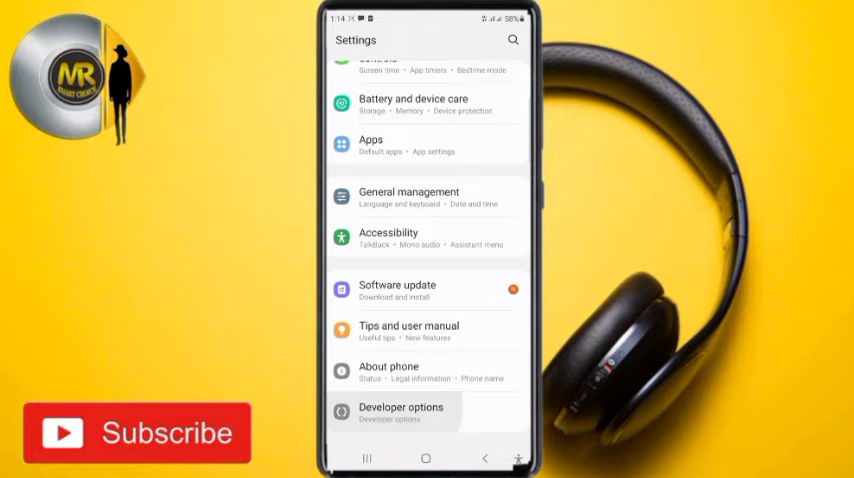 1:14
58%
Settings
MR
SMART CHOICE
controls
Screen time • App timers • Bedtime mode
Battery and device care
Storage • Memory • Device protection
Apps
Default apps • App settings
General management
Language and keyboard • Date and time
Accessibility
TalkBack • Mono audio • Assistant menu
Software update
N
Download and install
Tips and user manual
Useful tips • New features
About phone
Status • Legal information • Phone name
Developer options
Developer options
Subscribe